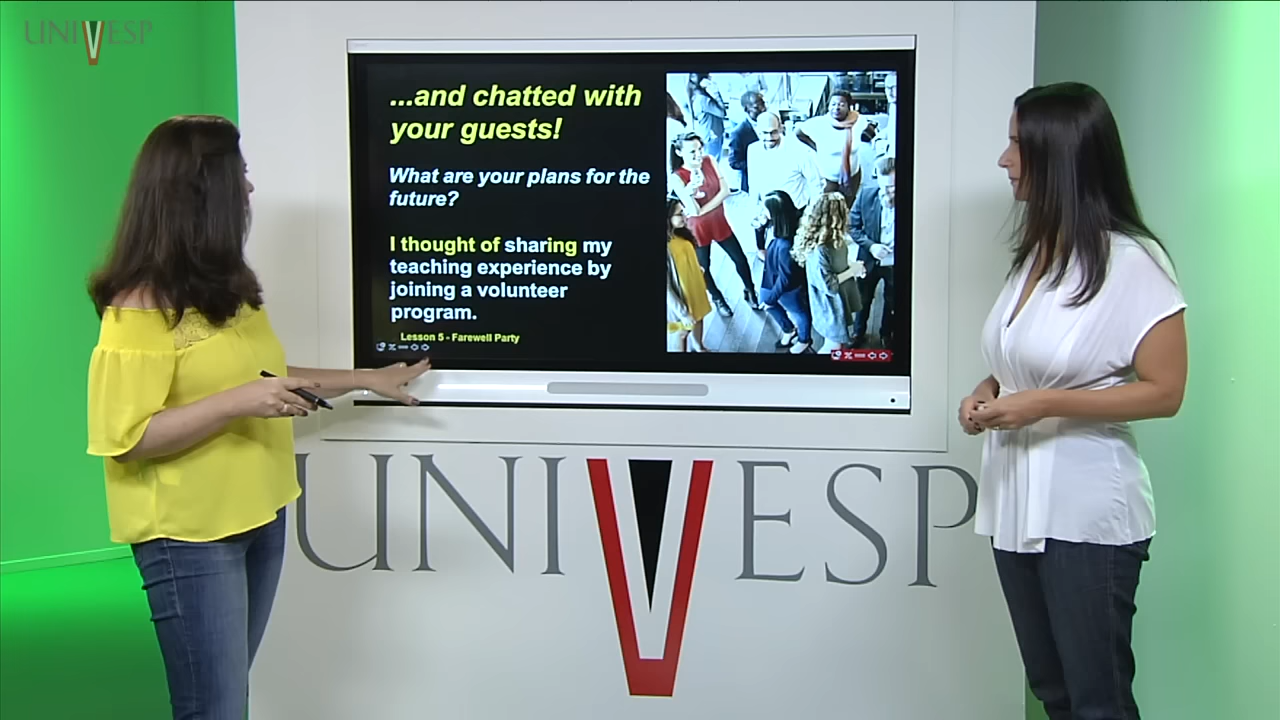 UNIVESP
...and chatted with
your guests!
What are your plans for the
future?
I thought of sharing my
teaching experience by
joining a volunteer
program.
Lesson 5 - Farewell Party
UNIVESP